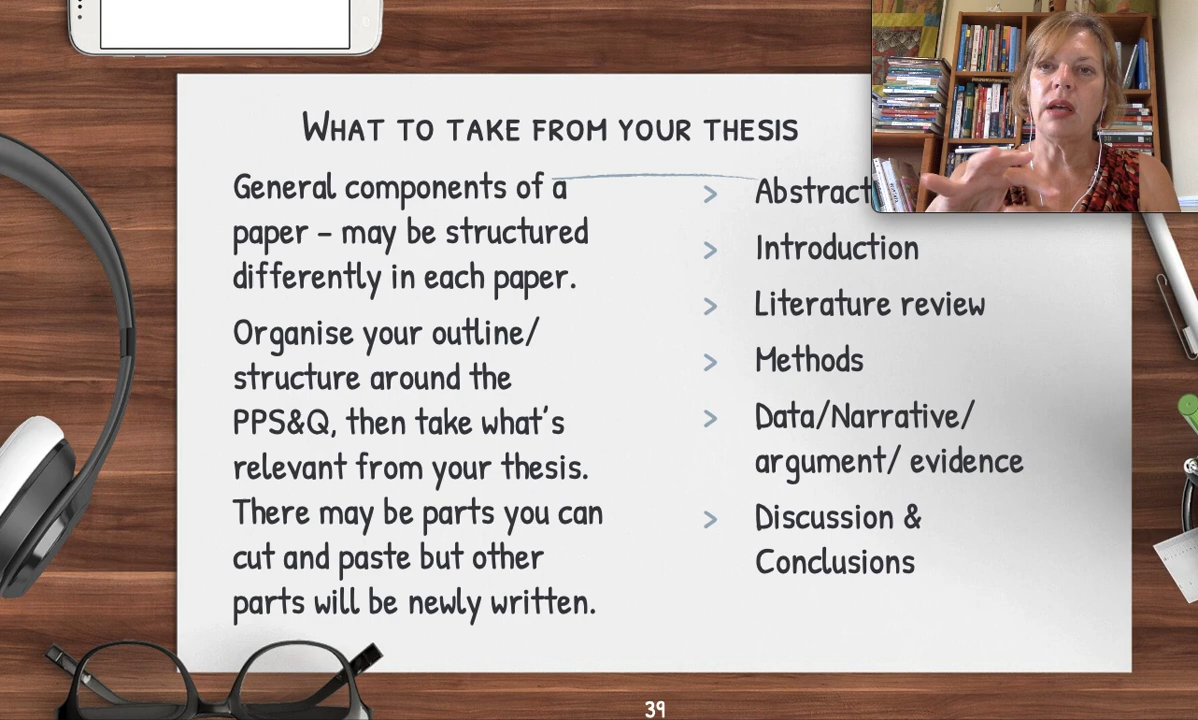 WHAT TO TAKE FROM YOUR THESIS
General components of a
paper – may be structured
differently in each paper.
Organise your outline/
structure around the
PPS&Q, then take what's
relevant from your thesis.
There may be parts you can
cut and paste but other
parts will be newly written.
> Abstract
> Introduction
> Literature review
> Methods
> Data/Narrative/
argument/ evidence
> Discussion &
Conclusions
39